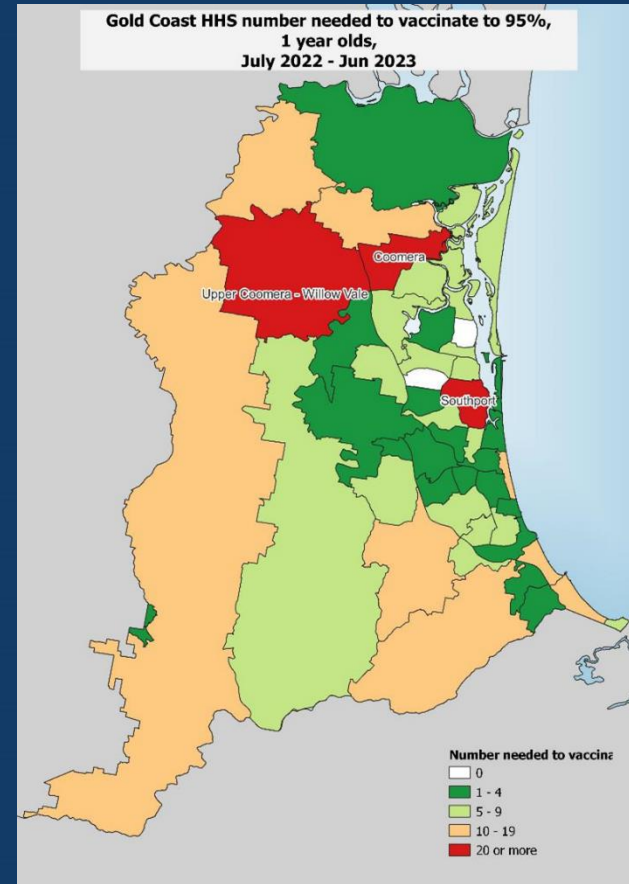 Gold Coast HHS number needed to vaccinate to 95%,
1 year olds,
July 2022 - Jun 2023
Coomera
Upper Coomera - Willow Vale
Southport
Number needed to vaccina
0
1 - 4
5 - 9
10 - 19
20 or more